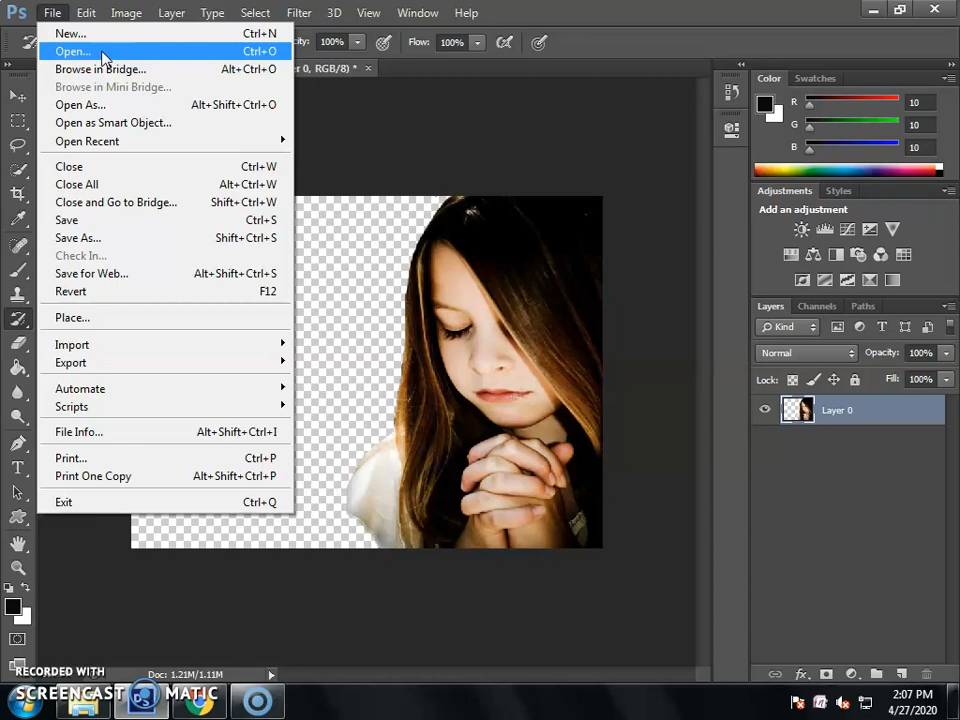 Ps File Edit Image Layer Type Select Filter 3D View Window Help
New... Ctrl+N
Open... Ctrl+O
Browse in Bridge... Alt+Ctrl+O
Browse in Mini Bridge...
Open As... Alt+Shift+Ctrl+O
Open as Smart Object...
Open Recent
Close Ctrl+W
Close All Alt+Ctrl+W
Close and Go to Bridge... Shift+Ctrl+W
Save Ctrl+S
Save As... Shift+Ctrl+S
Check In...
Save for Web... Alt+Shift+Ctrl+S
Revert F12
Place...
Import
Export
Automate
Scripts
File Info... Alt+Shift+Ctrl+I
Print... Ctrl+P
Print One Copy Alt+Shift+Ctrl+P
Exit Ctrl+Q
100% Flow: 100%
r 0, RGB/8) * ×
Color Swatches
R 10
G 10
B 10
Adjustments Styles
Add an adjustment
Layers Channels Paths
Kind
Normal Opacity: 100%
Lock: Fill: 100%
Layer 0
Doc: 1.21M/1.11M
RECORDED WITH
SCREENCAST MATIC
2:07 PM
4/27/2020